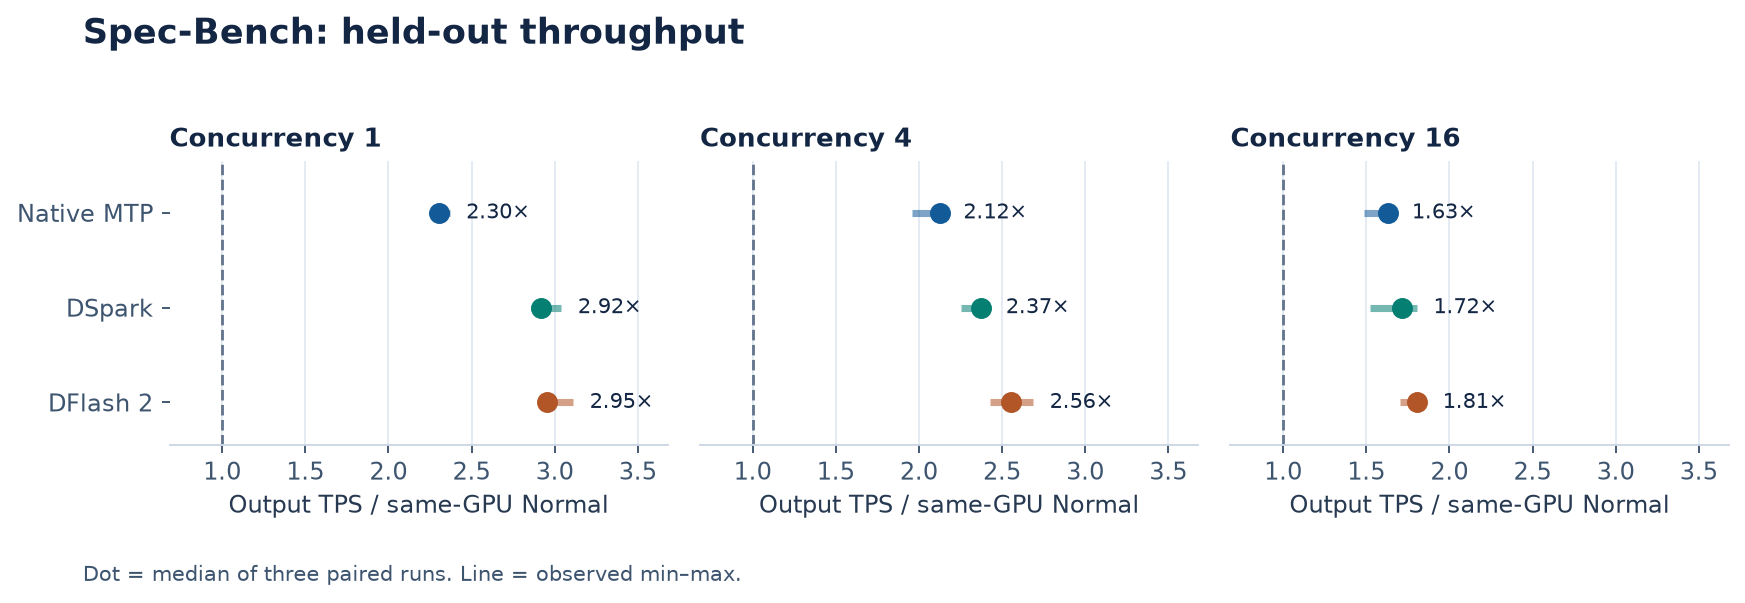 Spec-Bench: held-out throughput
Concurrency 1
Concurrency 4
Concurrency 16
Native MTP
2.30×
2.12×
1.63×
DSpark
2.92×
2.37×
1.72×
DFlash 2
2.95×
2.56×
1.81×
1.0 1.5 2.0 2.5 3.0 3.5
1.0 1.5 2.0 2.5 3.0 3.5
1.0 1.5 2.0 2.5 3.0 3.5
Output TPS / same-GPU Normal
Output TPS / same-GPU Normal
Output TPS / same-GPU Normal
Dot = median of three paired runs. Line = observed min–max.